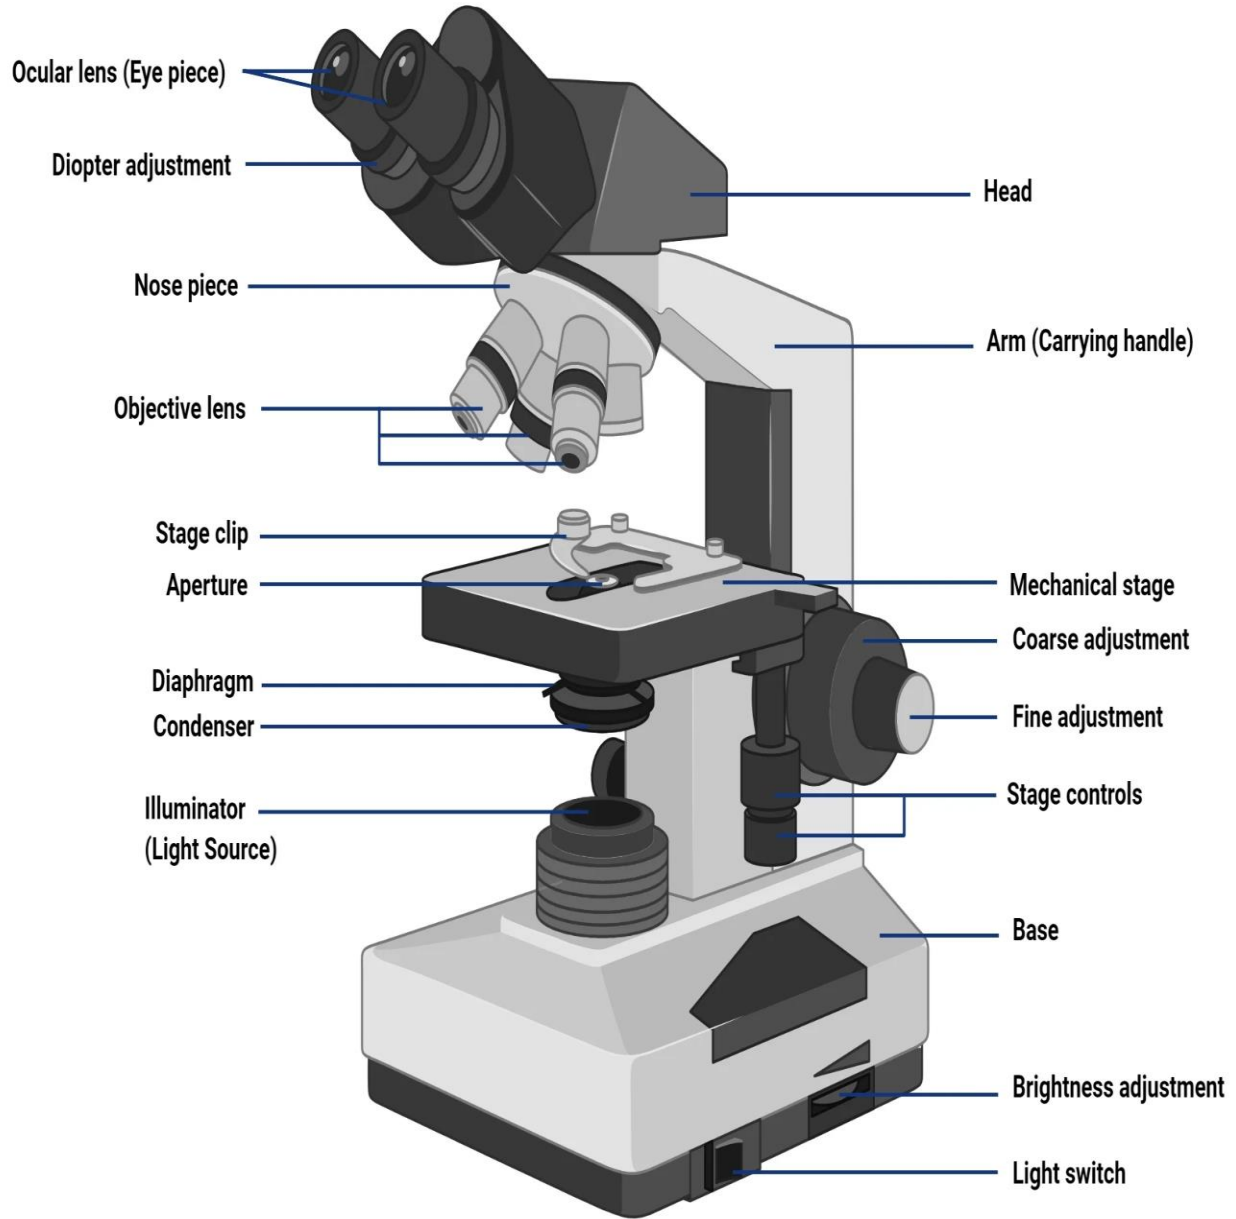 Ocular lens (Eye piece)
Diopter adjustment
Head
Nose piece
Arm (Carrying handle)
Objective lens
Stage clip
Aperture
Mechanical stage
Coarse adjustment
Diaphragm
Fine adjustment
Condenser
Stage controls
Illuminator
(Light Source)
Base
Brightness adjustment
Light switch